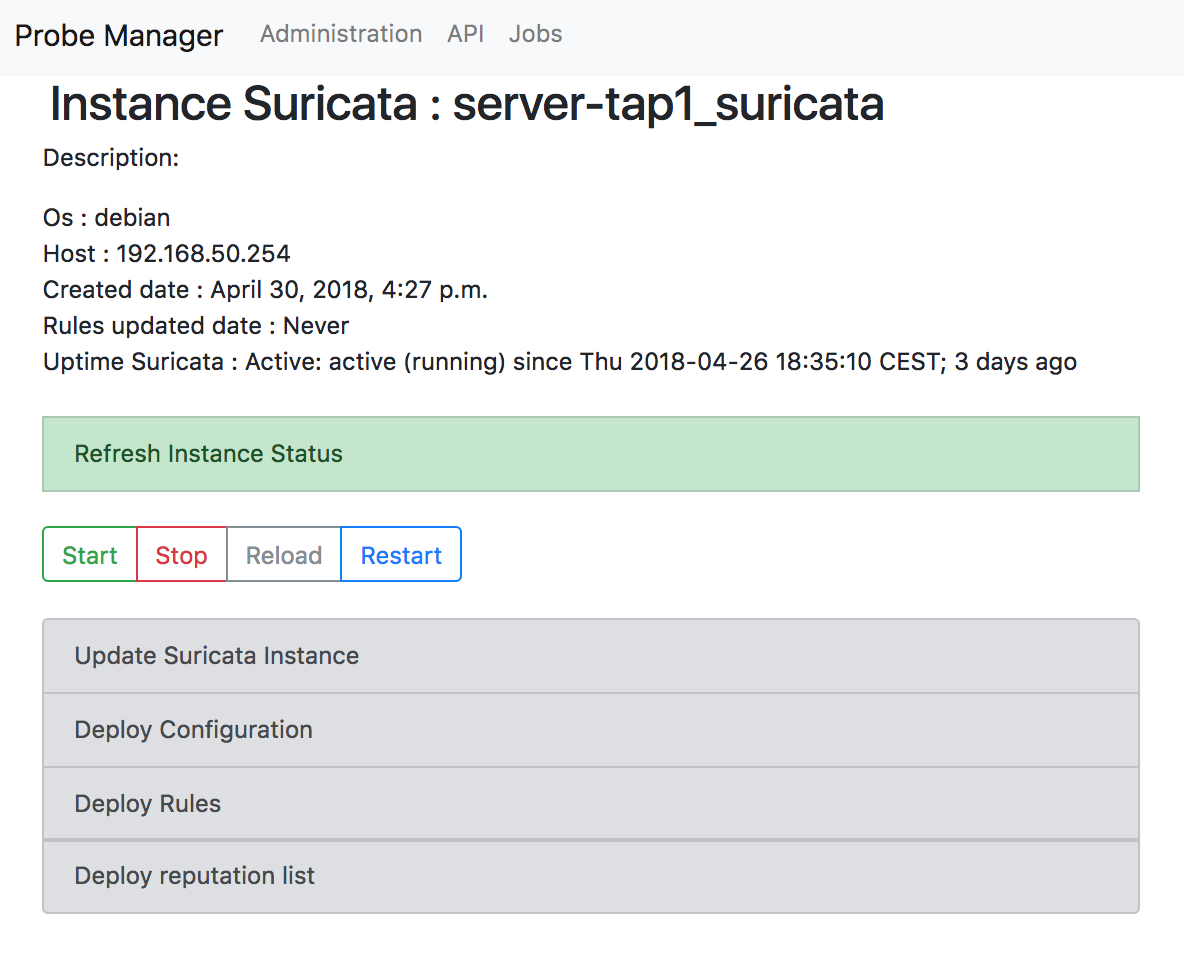 Probe Manager Administration API Jobs
Instance Suricata : server-tap1_suricata
Description:
Os : debian
Host : 192.168.50.254
Created date : April 30, 2018, 4:27 p.m.
Rules updated date : Never
Uptime Suricata : Active: active (running) since Thu 2018-04-26 18:35:10 CEST; 3 days ago
Refresh Instance Status
Start Stop Reload Restart
Update Suricata Instance
Deploy Configuration
Deploy Rules
Deploy reputation list